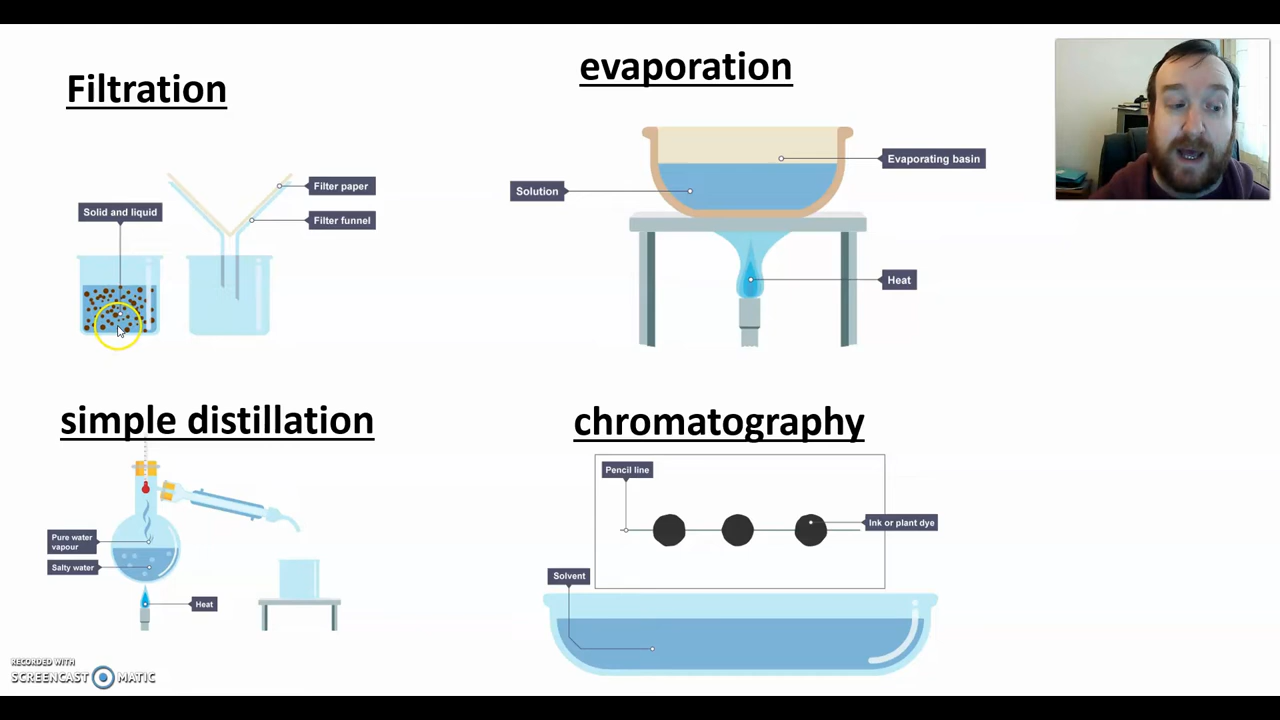 Filtration
evaporation
Filter paper
Filter funnel
Solid and liquid
Evaporating basin
Solution
Heat
simple distillation
chromatography
Pure water
vapour
Salty water
Heat
Pencil line
Ink or plant dye
Solvent
RECORDED WITH
SCREENCAST MATIC